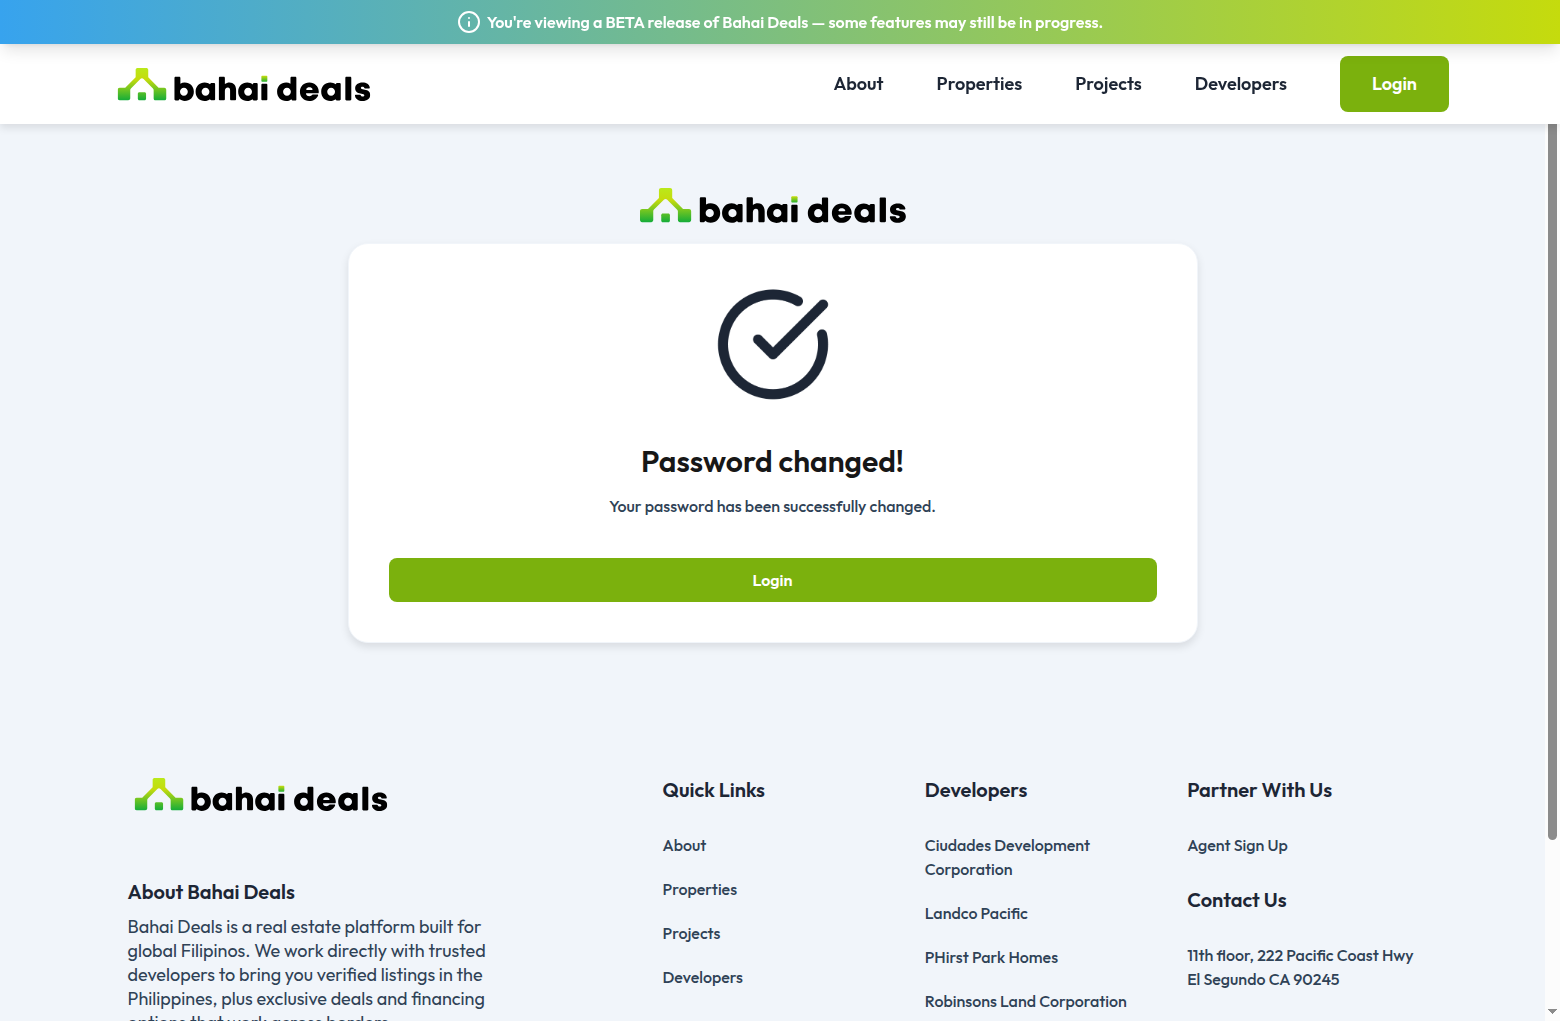 You're viewing a BETA release of Bahai Deals — some features may still be in progress.
bahai deals
About
Properties
Projects
Developers
Login
bahai deals
Password changed!
Your password has been successfully changed.
Login
bahai deals
About Bahai Deals
Bahai Deals is a real estate platform built for
global Filipinos. We work directly with trusted
developers to bring you verified listings in the
Philippines, plus exclusive deals and financing
options that work across borders.
Quick Links
About
Properties
Projects
Developers
Developers
Ciudades Development
Corporation
Landco Pacific
PHirst Park Homes
Robinsons Land Corporation
Partner With Us
Agent Sign Up
Contact Us
11th floor, 222 Pacific Coast Hwy
El Segundo CA 90245